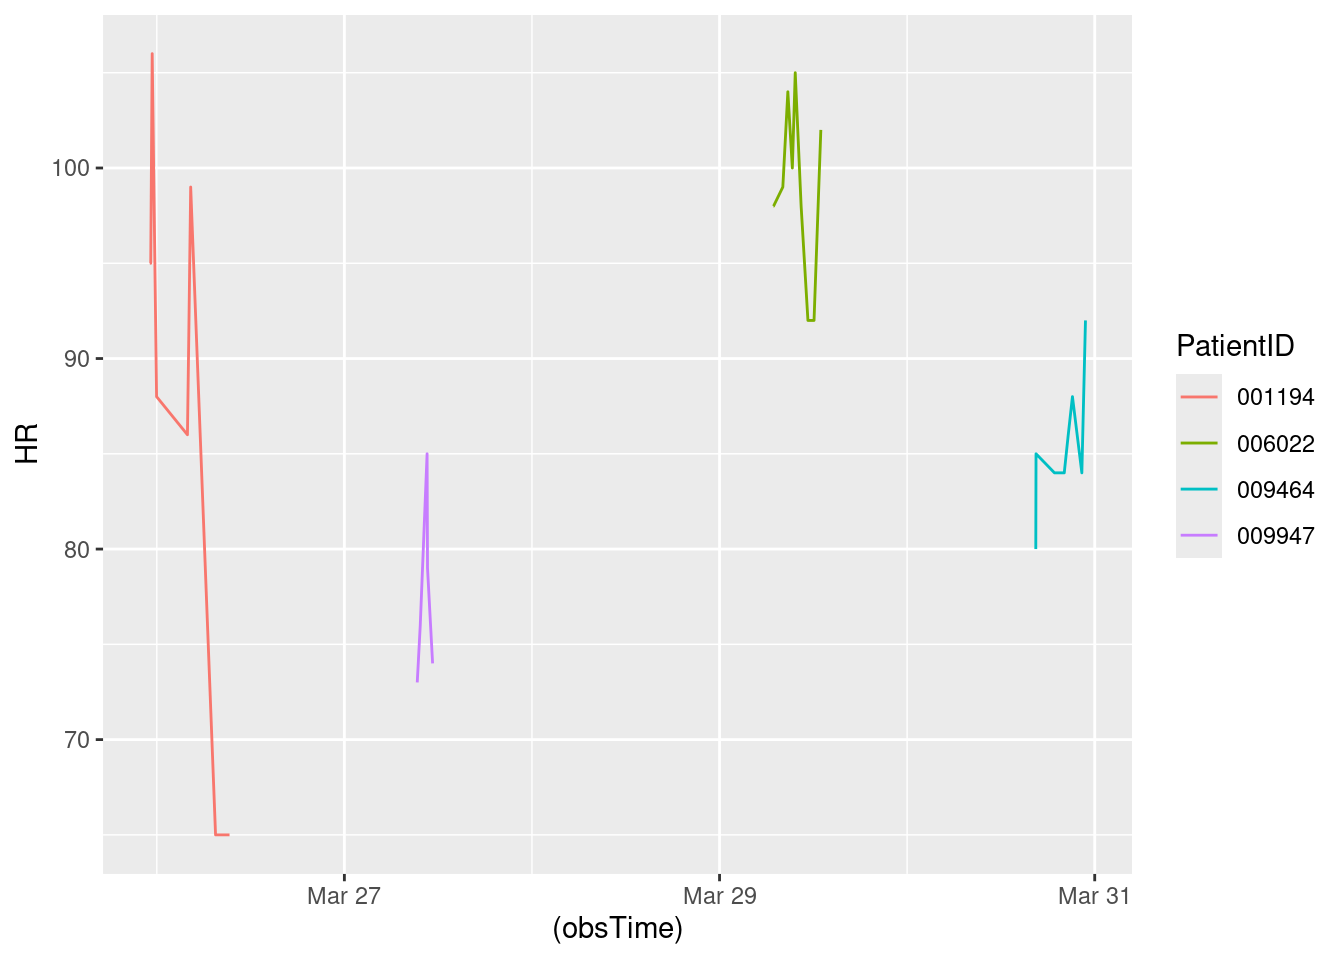 100
90
80
70
HR
Mar 27
Mar 29
Mar 31
(obsTime)
PatientID
001194
006022
009464
009947